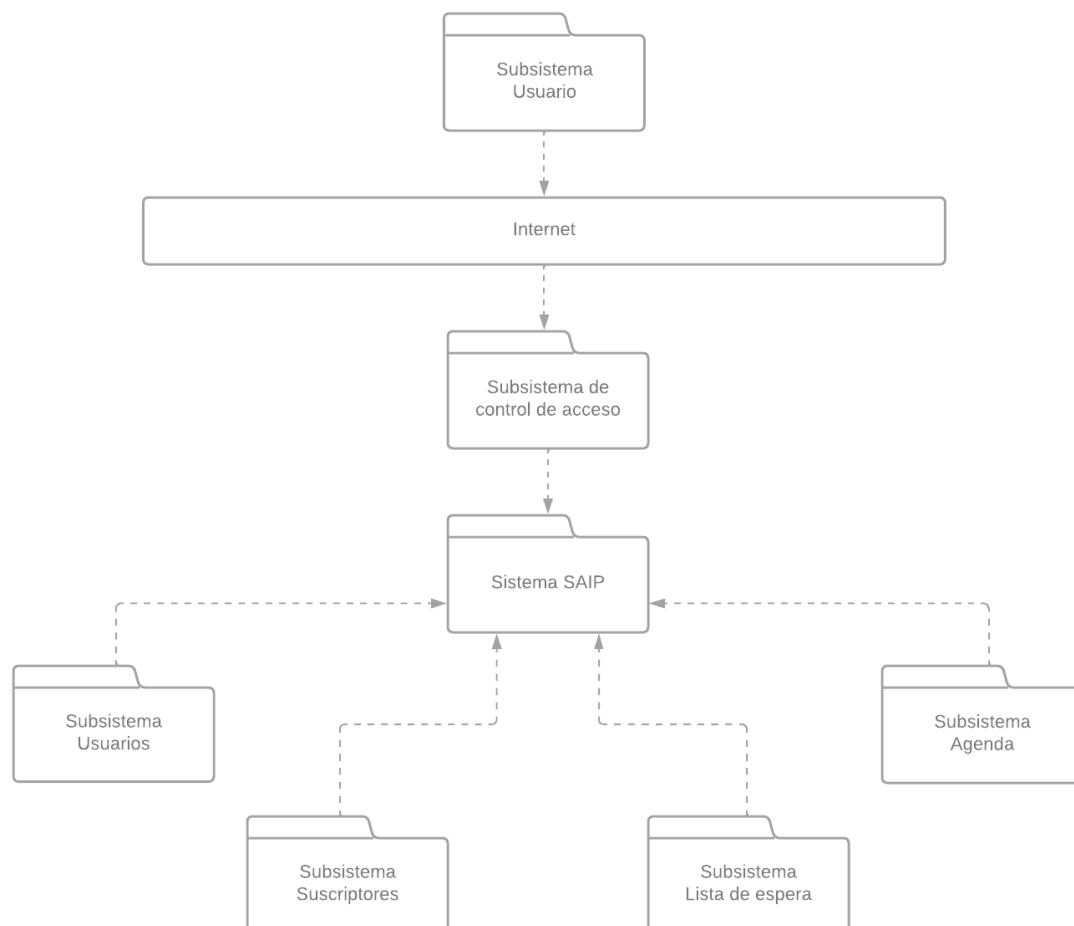 Subsistema
Usuario
Internet
Subsistema de
control de acceso
Sistema SAIP
Subsistema
Usuarios
Subsistema
Agenda
Subsistema
Suscriptores
Subsistema
Lista de espera